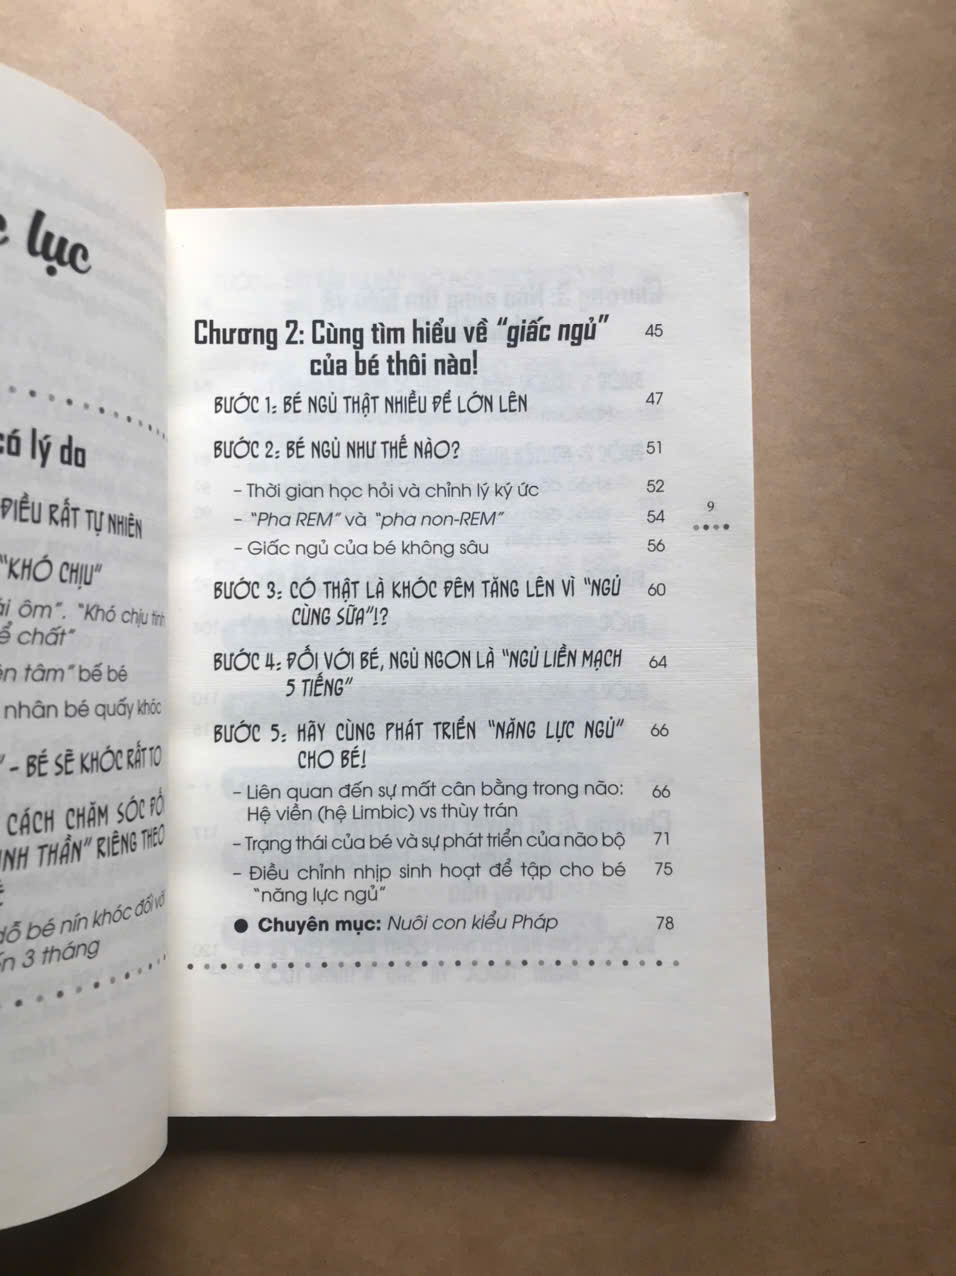 lục
có lý do
ĐIỀU RẤT TỰ NHIÊN
"KHÓ CHỊU"
ôm". "Khó chịu tinh
chất"
tâm" bế bé
nhân bé quấy khóc
" – BÉ SẼ KHÓC RẤT TO
CÁCH CHĂM SÓC ĐỐ
THẦN" RIÊNG THEO
dỗ bé nín khóc đối vớ
3 tháng
Chương 2: Cùng tìm hiểu về "giấc ngủ" 45
của bé thôi nào!
BƯỚC 1: BÉ NGỦ THẬT NHIỀU ĐỂ LỚN LÊN 47
BƯỚC 2: BÉ NGỦ NHƯ THẾ NÀO? 51
– Thời gian học hỏi và chỉnh lý ký ức 52
– "Pha REM" và "pha non-REM" 54
– Giấc ngủ của bé không sâu 56
BƯỚC 3: CÓ THẬT LÀ KHÓC ĐÊM TĂNG LÊN VÌ "NGỦ 60
CÙNG SỮA"!?
BƯỚC 4: ĐỐI VỚI BÉ, NGỦ NGON LÀ "NGỦ LIỀN MẠCH 64
5 TIẾNG"
BƯỚC 5: HÃY CÙNG PHÁT TRIỂN "NĂNG LỰC NGỦ" 66
CHO BÉ!
– Liên quan đến sự mất cân bằng trong não: 66
Hệ viền (hệ Limbic) vs thùy trán
– Trạng thái của bé và sự phát triển của não bộ 71
– Điều chỉnh nhịp sinh hoạt để tập cho bé 75
"năng lực ngủ"
● Chuyên mục: Nuôi con kiểu Pháp 78
9